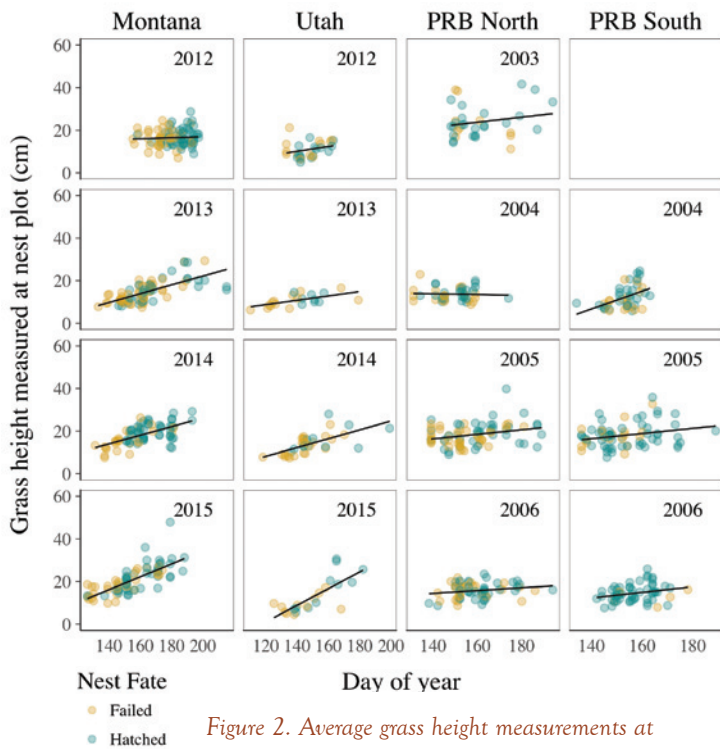 Montana Utah PRB North PRB South
Grass height measured at nest plot (cm)
60 2012 2012 2003
40
20
0
60 2013 2013 2004 2004
40
20
0
60 2014 2014 2005 2005
40
20
0
60 2015 2015 2006 2006
40
20
0
140 160 180 200 120 140 160 180 200 140 160 180 140 160 180
Day of year
Nest Fate
Failed
Hatched
Figure 2. Average grass height measurements at